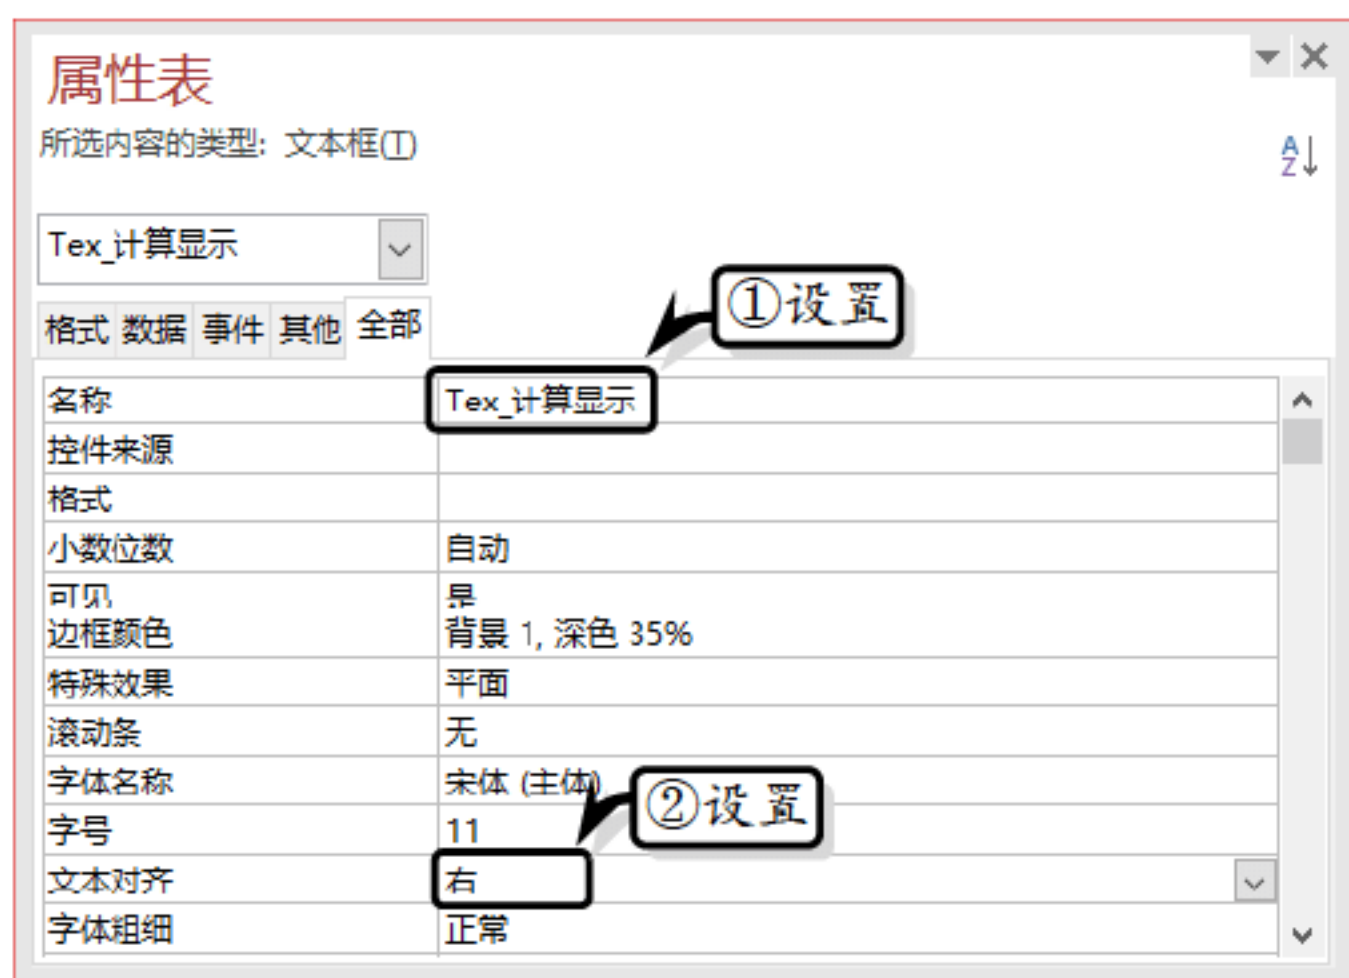 属性表
所选内容的类型: 文本框(T)
Tex_计算显示
格式 数据 事件 其他 全部
①设置
名称 Tex_计算显示
控件来源
格式
小数位数 自动
可见 是
边框颜色 背景 1, 深色 35%
特殊效果 平面
滚动条 无
字体名称 宋体 (主体)
②设置
字号 11
文本对齐 右
字体粗细 正常